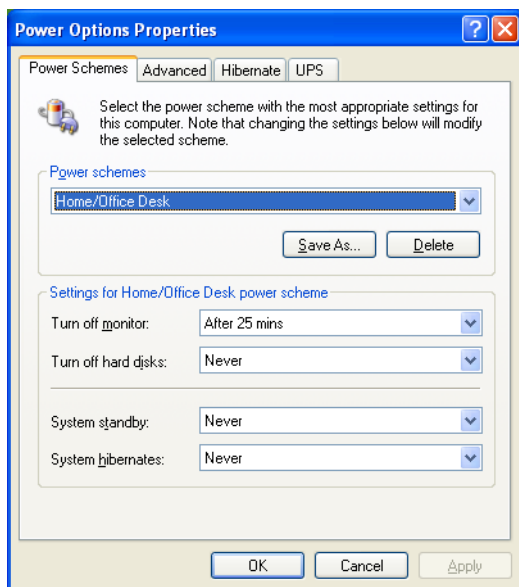 Power Options Properties
Power Schemes Advanced Hibernate UPS
Select the power scheme with the most appropriate settings for
this computer. Note that changing the settings below will modify
the selected scheme.
Power schemes
Home/Office Desk
Save As... Delete
Settings for Home/Office Desk power scheme
Turn off monitor: After 25 mins
Turn off hard disks: Never
System standby: Never
System hibernates: Never
OK Cancel Apply